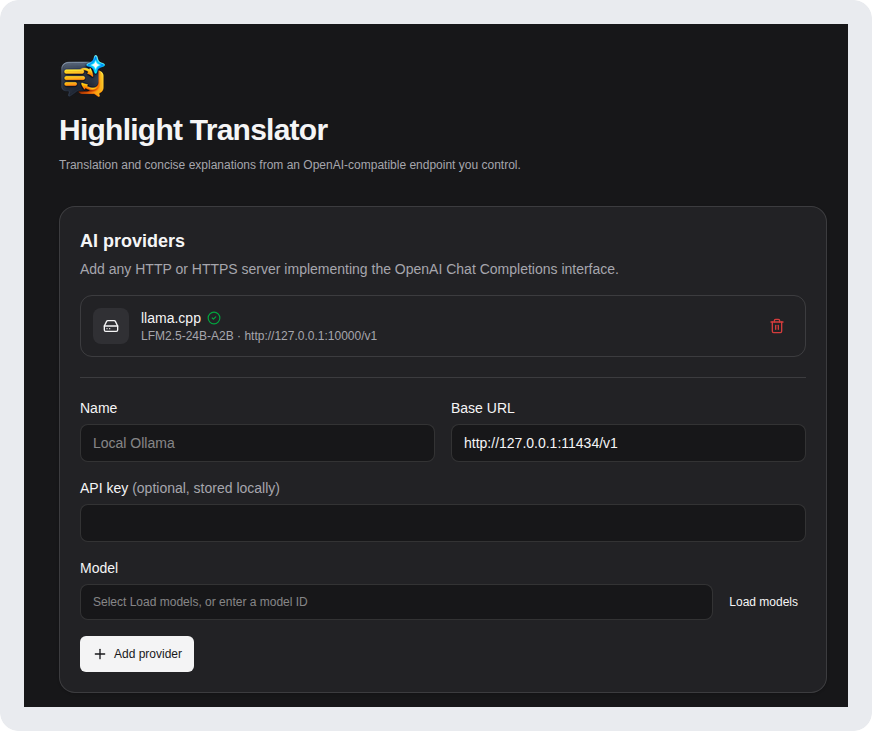 Highlight Translator
Translation and concise explanations from an OpenAI-compatible endpoint you control.
AI providers
Add any HTTP or HTTPS server implementing the OpenAI Chat Completions interface.
llama.cpp
LFM2.5-24B-A2B · http://127.0.0.1:10000/v1
Name
Base URL
Local Ollama
http://127.0.0.1:11434/v1
API key (optional, stored locally)
Model
Select Load models, or enter a model ID
Load models
Add provider